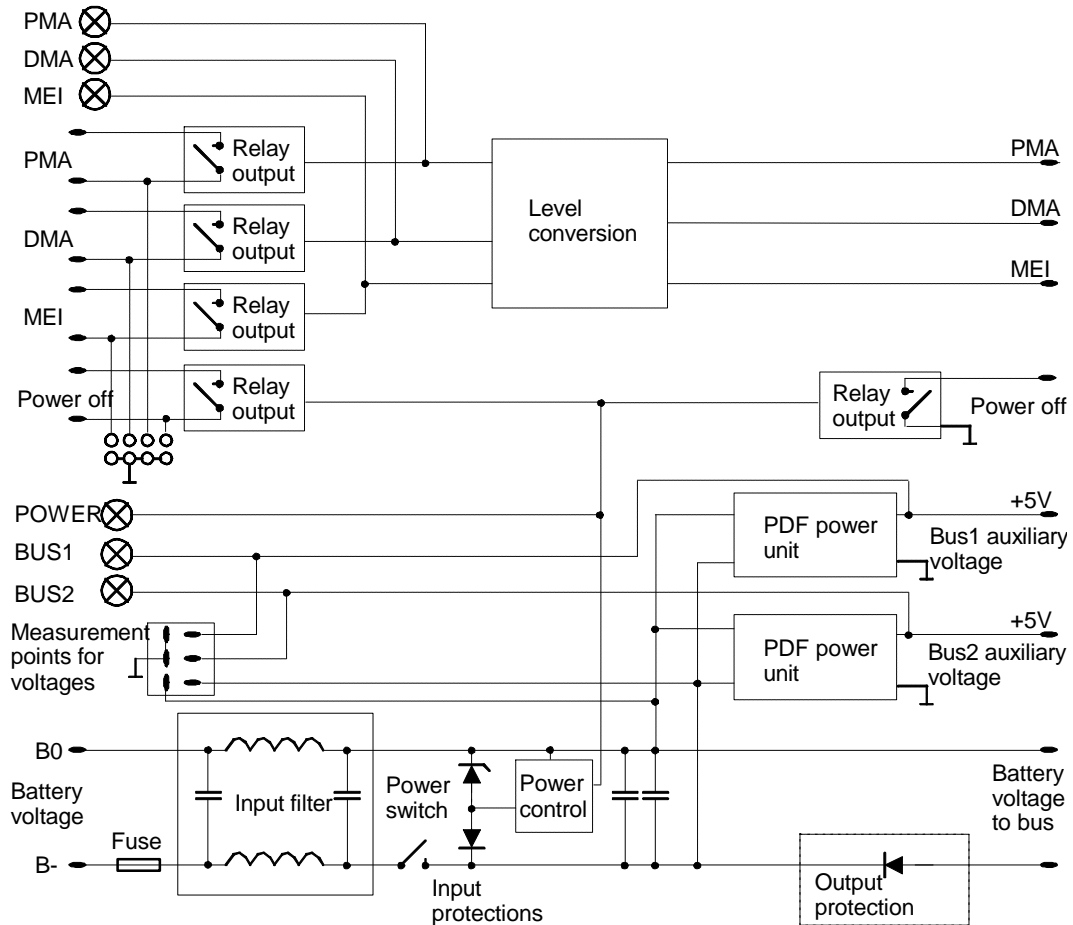 PMA
DMA
MEI
PMA
Relay
output
Level
conversion
PMA
DMA
Relay
output
DMA
MEI
Relay
output
MEI
Power off
Relay
output
Relay
output
Power off
POWER
BUS1
BUS2
PDF power
unit
+5V
Bus1 auxiliary
voltage
Measurement
points for
voltages
PDF power
unit
+5V
Bus2 auxiliary
voltage
B0
Battery
voltage
Input filter
Power
switch
Power
control
Battery
voltage
to bus
Fuse
B-
Input
protections
Output
protection